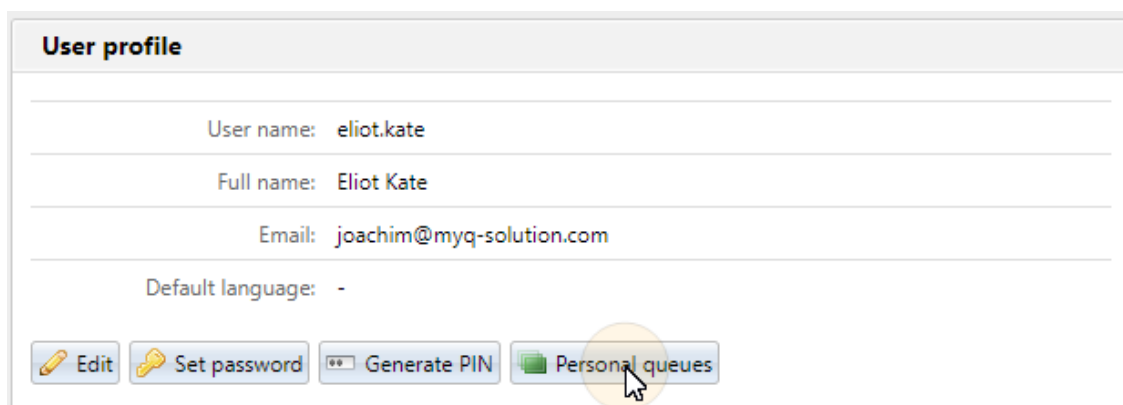 User profile
User name: eliot.kate
Full name: Eliot Kate
Email: joachim@myq-solution.com
Default language: -
Edit Set password Generate PIN Personal queues